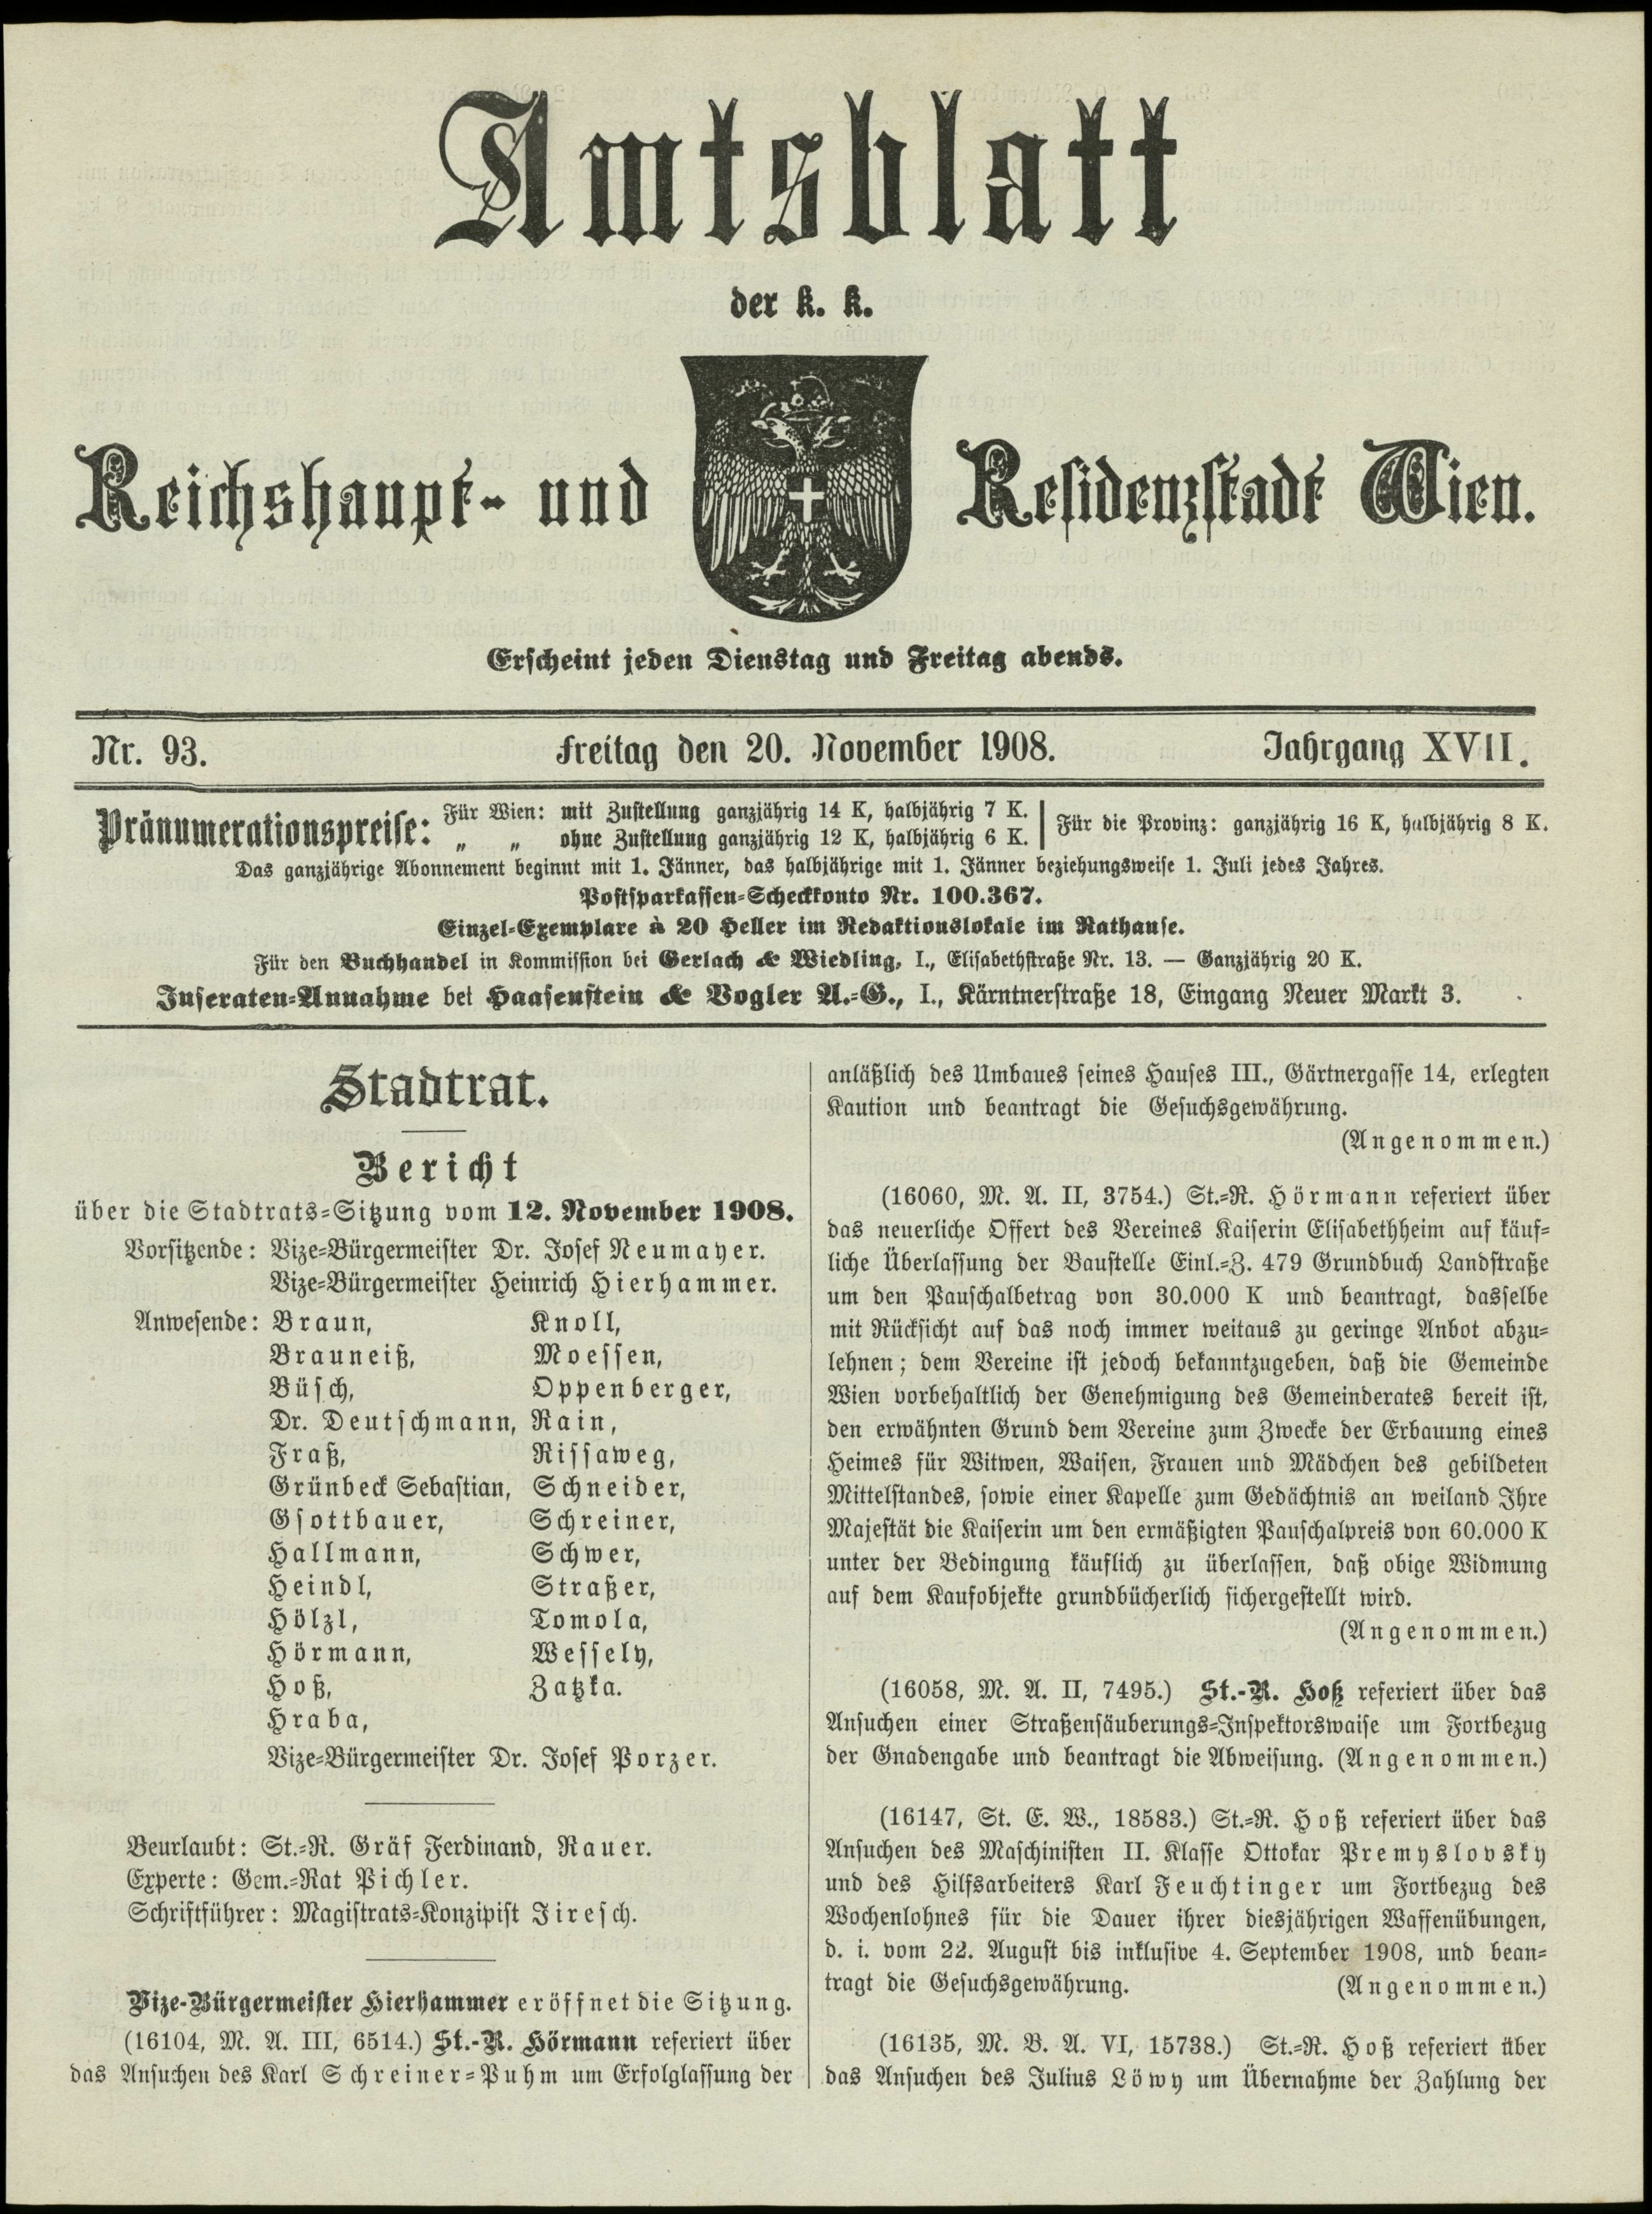 Amtsblatt
der k. k.
Reichshaupt- und Residenzstadt Wien.
Erscheint jeden Dienstag und Freitag abends.
Nr. 93. Freitag den 20. November 1908. Jahrgang XVII.
Pränumerationspreise: Für Wien: mit Zustellung ganzjährig 14 K, halbjährig 7 K.
„ „ ohne Zustellung ganzjährig 12 K, halbjährig 6 K.
Für die Provinz: ganzjährig 16 K, halbjährig 8 K.
Das ganzjährige Abonnement beginnt mit 1. Jänner, das halbjährige mit 1. Jänner beziehungsweise 1. Juli jedes Jahres.
Postsparkassen-Scheckkonto Nr. 100.367.
Einzel-Exemplare à 20 Heller im Redaktionslokale im Rathause.
Für den Buchhandel in Kommission bei Gerlach & Wiedling, I., Elisabethstraße Nr. 13. — Ganzjährig 20 K.
Inseraten-Annahme bei Haasenstein & Vogler A.-G., I., Kärntnerstraße 18, Eingang Neuer Markt 3.
Stadtrat.
Bericht
über die Stadtrats-Sitzung vom 12. November 1908.
Vorsitzende: Vize-Bürgermeister Dr. Josef Neumayer.
Vize-Bürgermeister Heinrich Hierhammer.
Anwesende: Braun, Knoll,
Brauneiß, Moessen,
Büsch, Oppenberger,
Dr. Deutschmann, Rain,
Fraß, Rissaweg,
Grünbeck Sebastian, Schneider,
Gsottbauer, Schreiner,
Hallmann, Schwer,
Heindl, Straßer,
Hölzl, Tomola,
Hörmann, Wessely,
Hoß, Zatzka.
Hraba,
Vize-Bürgermeister Dr. Josef Porzer.
Beurlaubt: St.-R. Gräf Ferdinand, Rauer.
Experte: Gem.-Rat Pichler.
Schriftführer: Magistrats-Konzipist Jiresch.
Vize-Bürgermeister Hierhammer eröffnet die Sitzung.
(16104, M. A. III, 6514.) St.-R. Hörmann referiert über
das Ansuchen des Karl Schreiner-Puhm um Erfolglassung der
anläßlich des Umbaues seines Hauses III., Gärtnergasse 14, erlegten
Kaution und beantragt die Gesuchsgewährung.
(Angenommen.)
(16060, M. A. II, 3754.) St.-R. Hörmann referiert über
das neuerliche Offert des Vereines Kaiserin Elisabethheim auf käuf-
liche Überlassung der Baustelle Einl.-Z. 479 Grundbuch Landstraße
um den Pauschalbetrag von 30.000 K und beantragt, dasselbe
mit Rücksicht auf das noch immer weitaus zu geringe Anbot abzu-
lehnen; dem Vereine ist jedoch bekanntzugeben, daß die Gemeinde
Wien vorbehaltlich der Genehmigung des Gemeinderates bereit ist,
den erwähnten Grund dem Vereine zum Zwecke der Erbauung eines
Heimes für Witwen, Waisen, Frauen und Mädchen des gebildeten
Mittelstandes, sowie einer Kapelle zum Gedächtnis an weiland Ihre
Majestät die Kaiserin um den ermäßigten Pauschalpreis von 60.000 K
unter der Bedingung käuflich zu überlassen, daß obige Widmung
auf dem Kaufobjekte grundbücherlich sichergestellt wird.
(Angenommen.)
(16058, M. A. II, 7495.) St.-R. Hoß referiert über das
Ansuchen einer Straßensäuberungs-Inspektorswaise um Fortbezug
der Gnadengabe und beantragt die Abweisung. (Angenommen.)
(16147, St. E. W., 18583.) St.-R. Hoß referiert über das
Ansuchen des Maschinisten II. Klasse Ottokar Premyslovsky
und des Hilfsarbeiters Karl Feuchtinger um Fortbezug des
Wochenlohnes für die Dauer ihrer diesjährigen Waffenübungen,
d. i. vom 22. August bis inklusive 4. September 1908, und bean-
tragt die Gesuchsgewährung. (Angenommen.)
(16135, M. B. A. VI, 15738.) St.-R. Hoß referiert über
das Ansuchen des Julius Löwy um Übernahme der Zahlung der